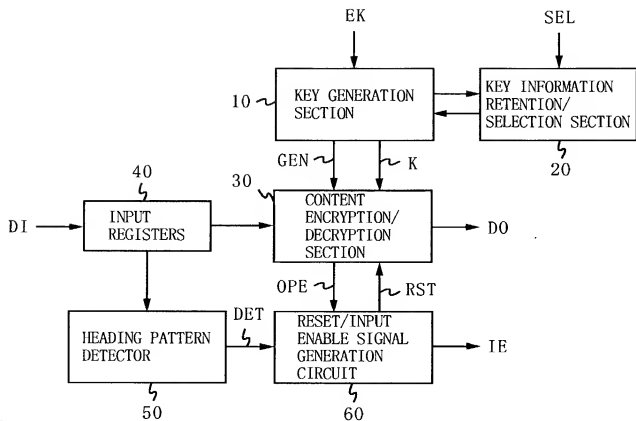 EK
SEL
10
KEY GENERATION
SECTION
KEY INFORMATION
RETENTION/
SELECTION SECTION
GEN
K
20
40
30
DI
INPUT
REGISTERS
CONTENT
ENCRYPTION/
DECRYPTION
SECTION
DO
OPE
RST
HEADING PATTERN
DETECTOR
DET
RESET/INPUT
ENABLE SIGNAL
GENERATION
CIRCUIT
IE
50
60